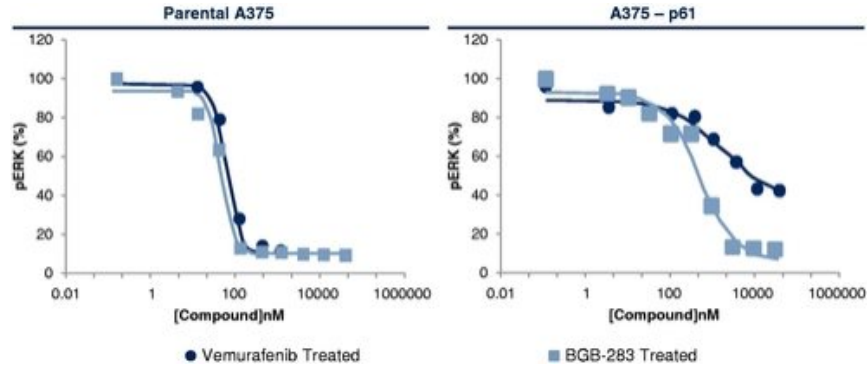 Parental A375
A375 – p61
120
100
80
60
40
20
0
pERK (%)
0.01 1 100 10000 1000000
[Compound]nM
120
100
80
60
40
20
0
pERK (%)
0.01 1 100 10000 1000000
[Compound]nM
Vemurafenib Treated
BGB-283 Treated